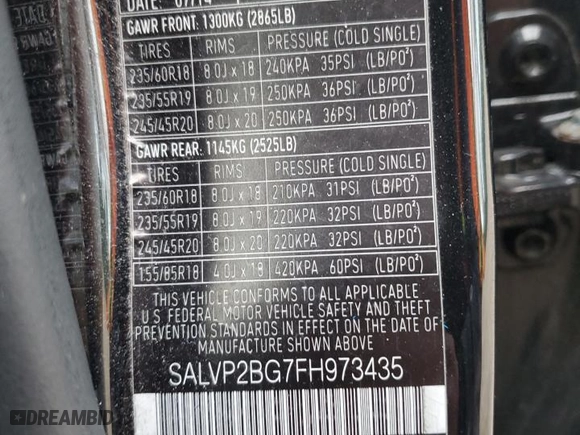 DATE: 07/14
GAWR FRONT: 1300KG (2865LB)
TIRES RIMS PRESSURE (COLD SINGLE)
235/60R18 8.0J x 18 240KPA 35PSI (LB/PO²)
235/55R19 8.0J x 19 250KPA 36PSI (LB/PO²)
245/45R20 8.0J x 20 250KPA 36PSI (LB/PO²)
GAWR REAR: 1145KG (2525LB)
TIRES RIMS PRESSURE (COLD SINGLE)
235/60R18 8.0J x 18 210KPA 31PSI (LB/PO²)
235/55R19 8.0J x 19 220KPA 32PSI (LB/PO²)
245/45R20 8.0J x 20 220KPA 32PSI (LB/PO²)
155/85R18 4.0J x 18 420KPA 60PSI (LB/PO²)
THIS VEHICLE CONFORMS TO ALL APPLICABLE
U.S. FEDERAL MOTOR VEHICLE SAFETY AND THEFT
PREVENTION STANDARDS IN EFFECT ON THE DATE OF
MANUFACTURE SHOWN ABOVE
SALVP2BG7FH973435
DREAMBID